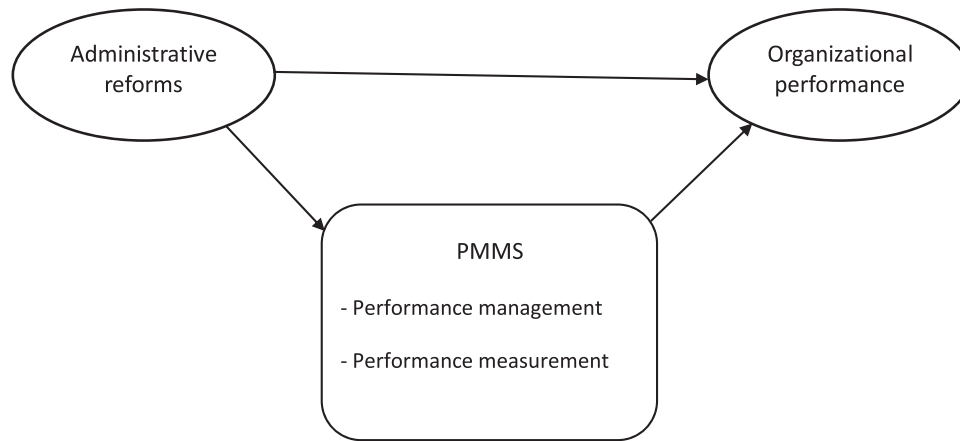 Administrative
reforms
Organizational
performance
PMMS
- Performance management
- Performance measurement